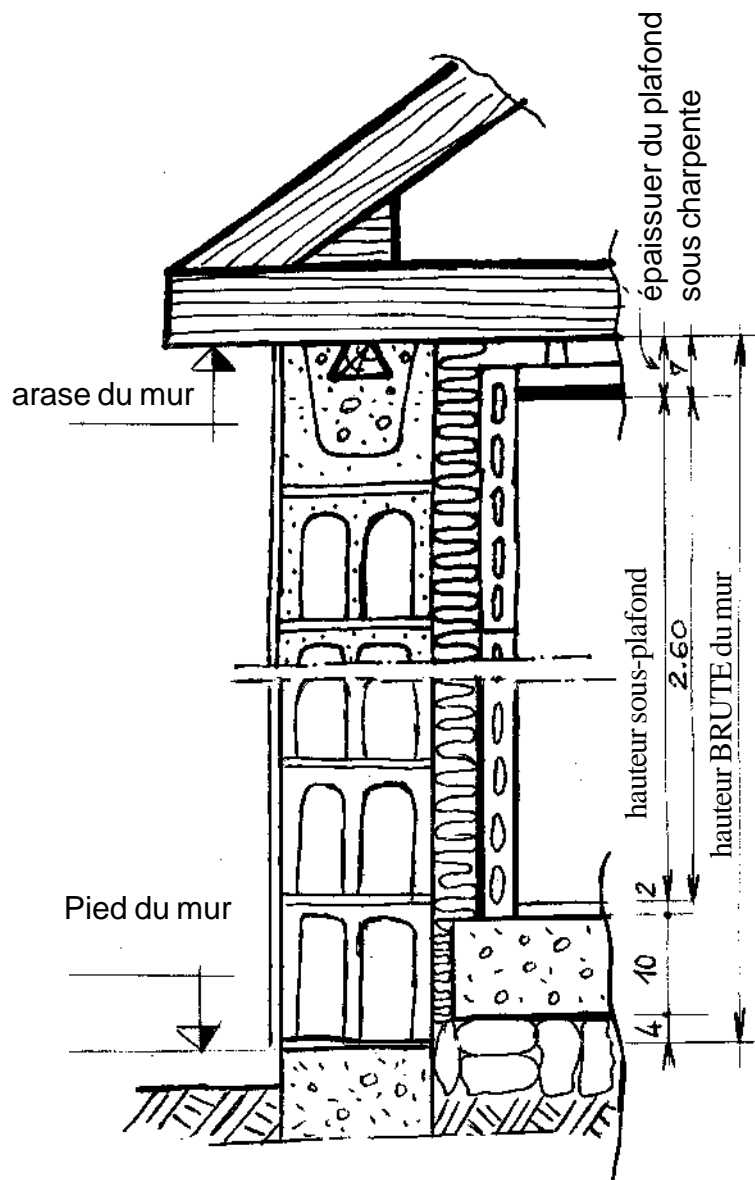 épaissuer du plafond
sous charpente
7
arase du mur
hauteur sous-plafond
2.60
hauteur BRUTE du mur
Pied du mur
2
10
4